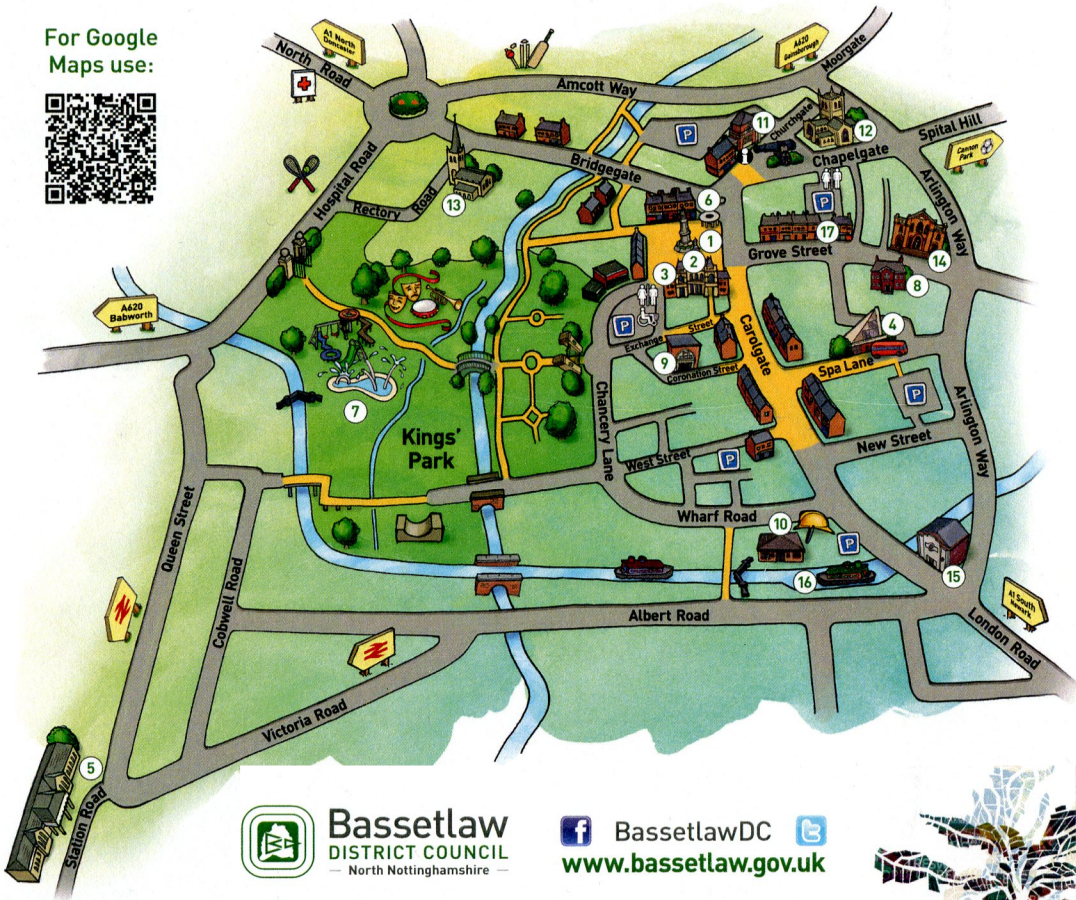 For Google
Maps use:
A1 North
Doncaster
North Road
A620
Gainsborough
Moorgate
Amcott Way
11
Churchgate
12
Spital Hill
P
i
Chapelgate
Cannon
Park
Bridgegate
Hospital Road
Rectory Road
13
6
P
17
Arlington Way
1
Grove Street
14
2
3
8
A620
Babworth
P
Exchange Street
Carolgate
4
9
Coronation Street
Spa Lane
7
P
Kings'
Park
Chancery Lane
Arlington Way
New Street
West Street
P
Queen Street
Wharf Road
10
P
Cobwell Road
16
15
A1 South
Newark
Albert Road
London Road
Victoria Road
5
Station Road
Bassetlaw
DISTRICT COUNCIL
North Nottinghamshire
f BassetlawDC t
www.bassetlaw.gov.uk